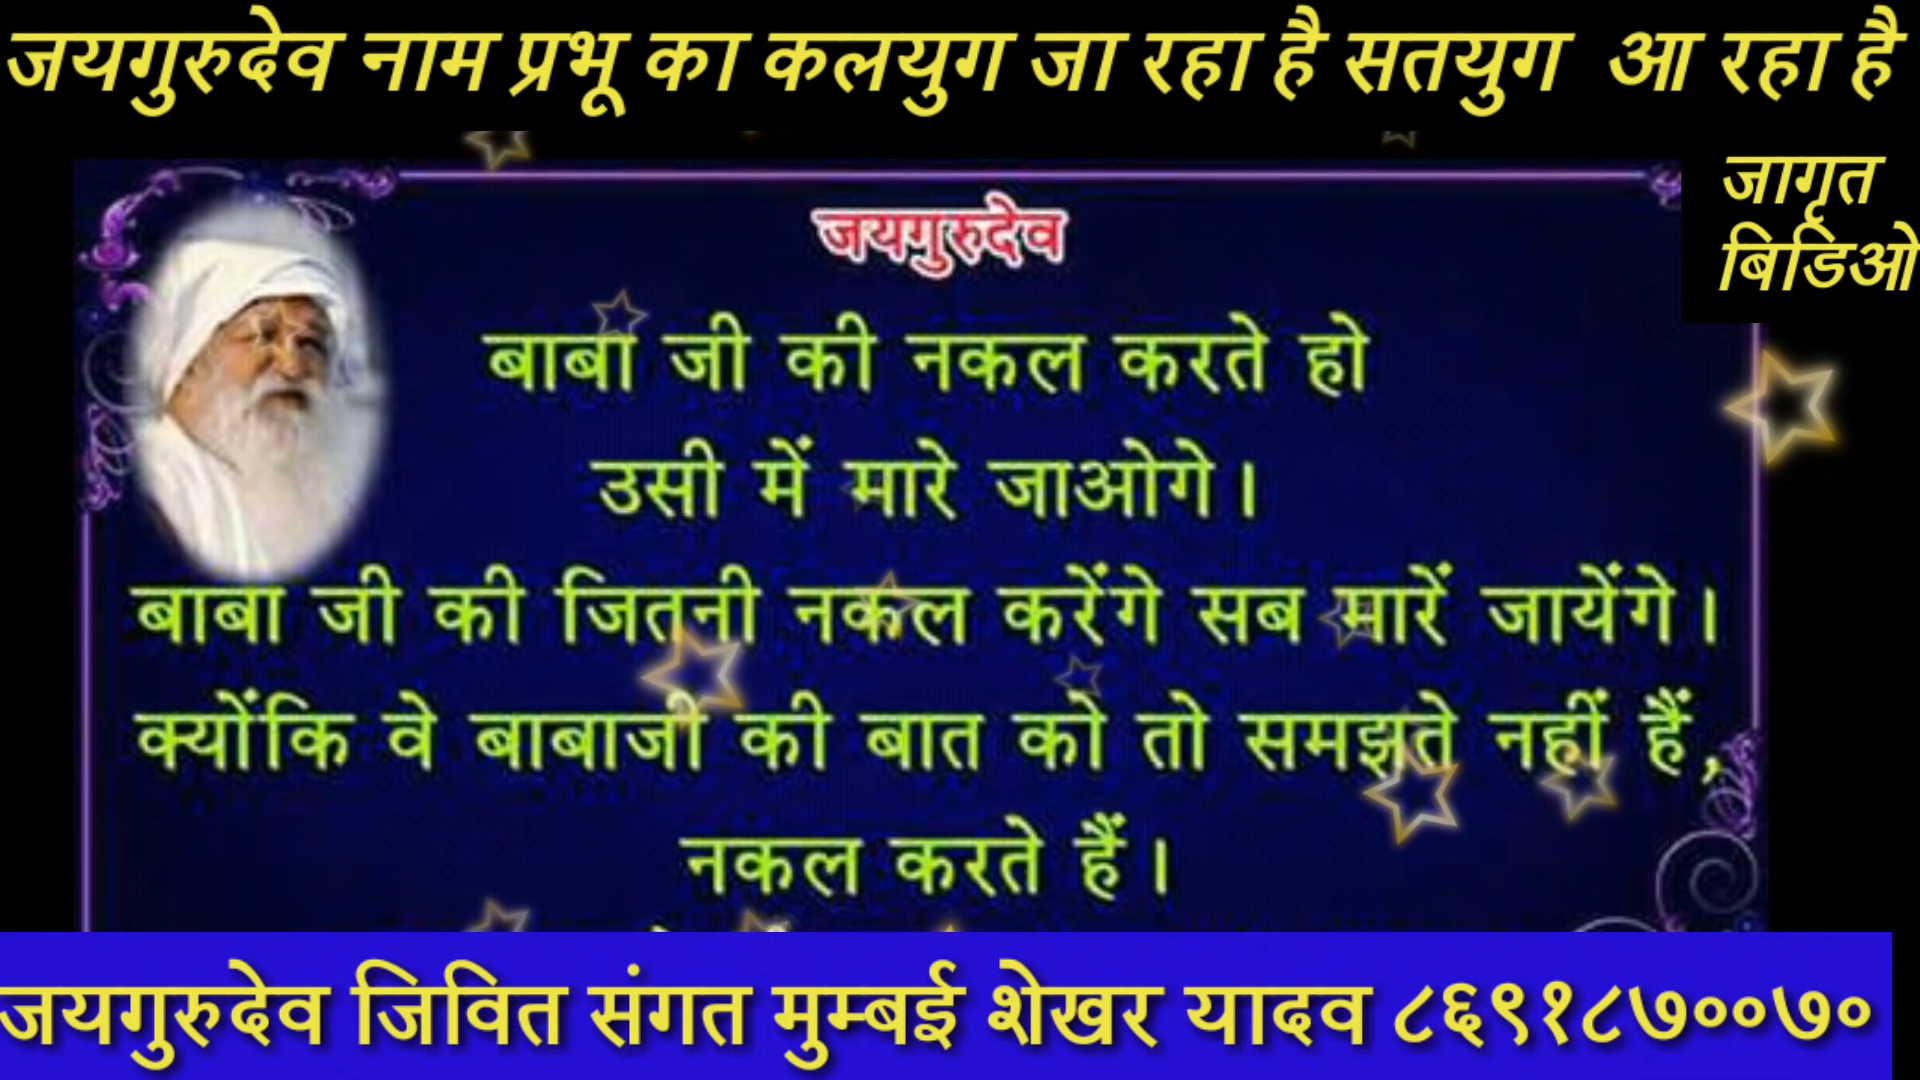 जयगुरुदेव नाम प्रभू का कलयुग जा रहा है सतयुग आ रहा है
जागृत
बिडिओ
जयगुरुदेव
बाबा जी की नकल करते हो
उसी में मारे जाओगे।
बाबा जी की जितनी नकल करेंगे सब मारें जायेंगे।
क्योंकि वे बाबाजी की बात को तो समझते नहीं हैं,
नकल करते हैं।
जयगुरुदेव जिवित संगत मुम्बई शेखर यादव ८६९१८७००७०